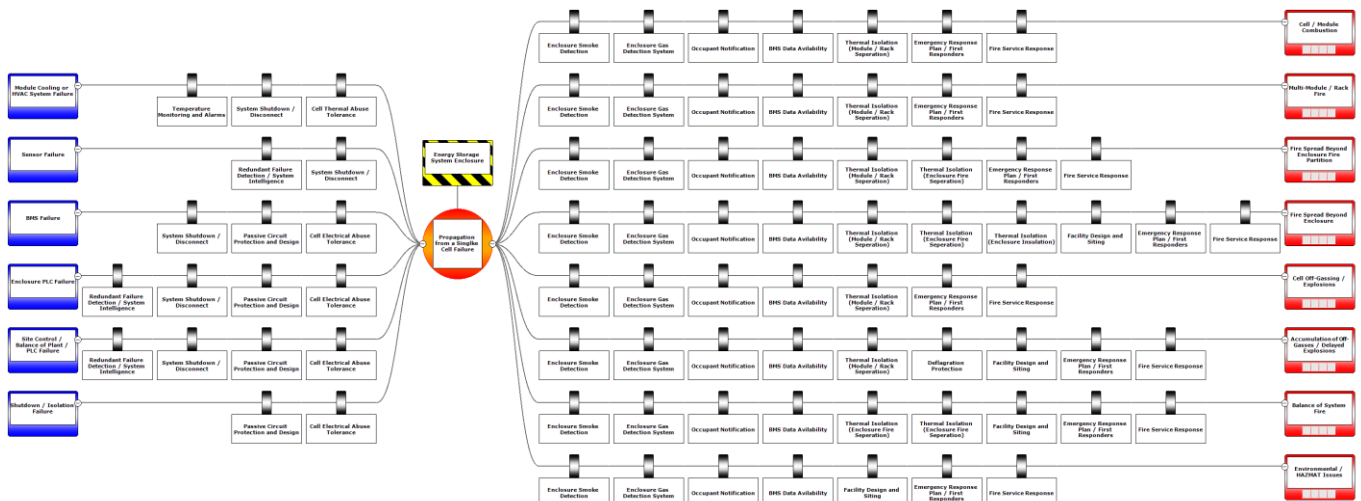 Module Cooling or
HVAC System Failure
Temperature
Monitoring and Alarms
System Shutdown /
Disconnect
Cell Thermal Abuse
Tolerance
Sensor Failure
Redundant Failure
Detection / System
Intelligence
System Shutdown /
Disconnect
BMS Failure
System Shutdown /
Disconnect
Passive Circuit
Protection and Design
Cell Electrical Abuse
Tolerance
Enclosure PLC Failure
Redundant Failure
Detection / System
Intelligence
System Shutdown /
Disconnect
Passive Circuit
Protection and Design
Cell Electrical Abuse
Tolerance
Site Control /
Balance of Plant /
PLC Failure
Redundant Failure
Detection / System
Intelligence
System Shutdown /
Disconnect
Passive Circuit
Protection and Design
Cell Electrical Abuse
Tolerance
Shutdown / Isolation
Failure
Passive Circuit
Protection and Design
Cell Electrical Abuse
Tolerance
Energy Storage
System Enclosure
Propagation
from a Singlke
Cell Failure
Enclosure Smoke
Detection
Enclosure Gas
Detection System
Occupant Notification
BMS Data Avilability
Thermal Isolation
(Module / Rack
Seperation)
Emergency Response
Plan / First
Responders
Fire Service Response
Cell / Module
Combustion
Enclosure Smoke
Detection
Enclosure Gas
Detection System
Occupant Notification
BMS Data Avilability
Thermal Isolation
(Module / Rack
Seperation)
Emergency Response
Plan / First
Responders
Fire Service Response
Multi-Module / Rack
Fire
Enclosure Smoke
Detection
Enclosure Gas
Detection System
Occupant Notification
BMS Data Avilability
Thermal Isolation
(Module / Rack
Seperation)
Thermal Isolation
(Enclosure Fire
Seperation)
Emergency Response
Plan / First
Responders
Fire Service Response
Fire Spread Beyond
Enclosure Fire
Partition
Enclosure Smoke
Detection
Enclosure Gas
Detection System
Occupant Notification
BMS Data Avilability
Thermal Isolation
(Module / Rack
Seperation)
Thermal Isolation
(Enclosure Fire
Seperation)
Thermal Isolation
(Enclosure Insulation)
Facility Design and
Siting
Emergency Response
Plan / First
Responders
Fire Service Response
Fire Spread Beyond
Enclosure
Enclosure Smoke
Detection
Enclosure Gas
Detection System
Occupant Notification
BMS Data Avilability
Thermal Isolation
(Module / Rack
Seperation)
Emergency Response
Plan / First
Responders
Fire Service Response
Cell Off-Gassing /
Explosions
Enclosure Smoke
Detection
Enclosure Gas
Detection System
Occupant Notification
BMS Data Avilability
Thermal Isolation
(Module / Rack
Seperation)
Deflagration
Protection
Facility Design and
Siting
Emergency Response
Plan / First
Responders
Fire Service Response
Accumulation of Off-
Gasses / Delayed
Explosions
Enclosure Smoke
Detection
Enclosure Gas
Detection System
Occupant Notification
BMS Data Avilability
Thermal Isolation
(Enclosure Fire
Seperation)
Thermal Isolation
(Enclosure Fire
Seperation)
Facility Design and
Siting
Emergency Response
Plan / First
Responders
Fire Service Response
Balance of System
Fire
Enclosure Smoke
Detection
Enclosure Gas
Detection System
Occupant Notification
BMS Data Avilability
Facility Design and
Siting
Emergency Response
Plan / First
Responders
Fire Service Response
Environmental /
HAZMAT Issues